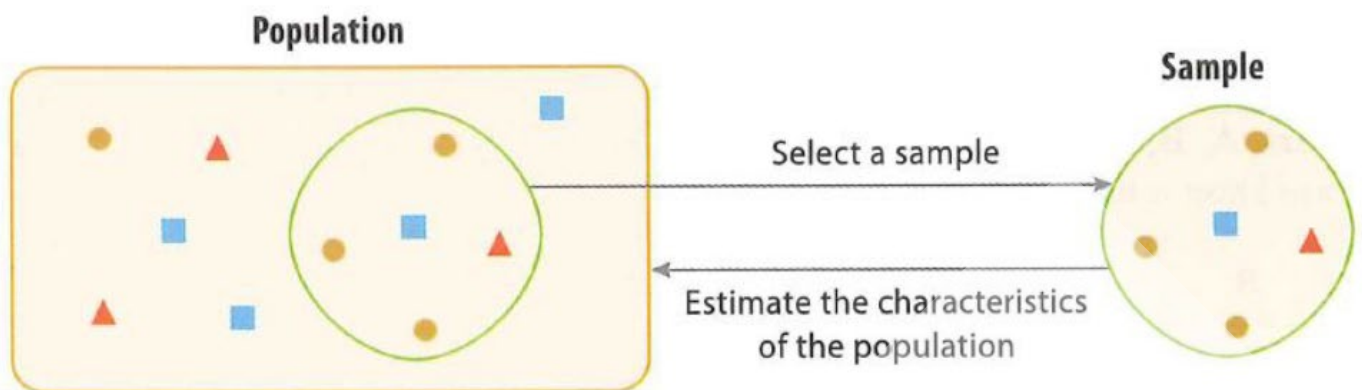 Population
Sample
Select a sample
Estimate the characteristics
of the population